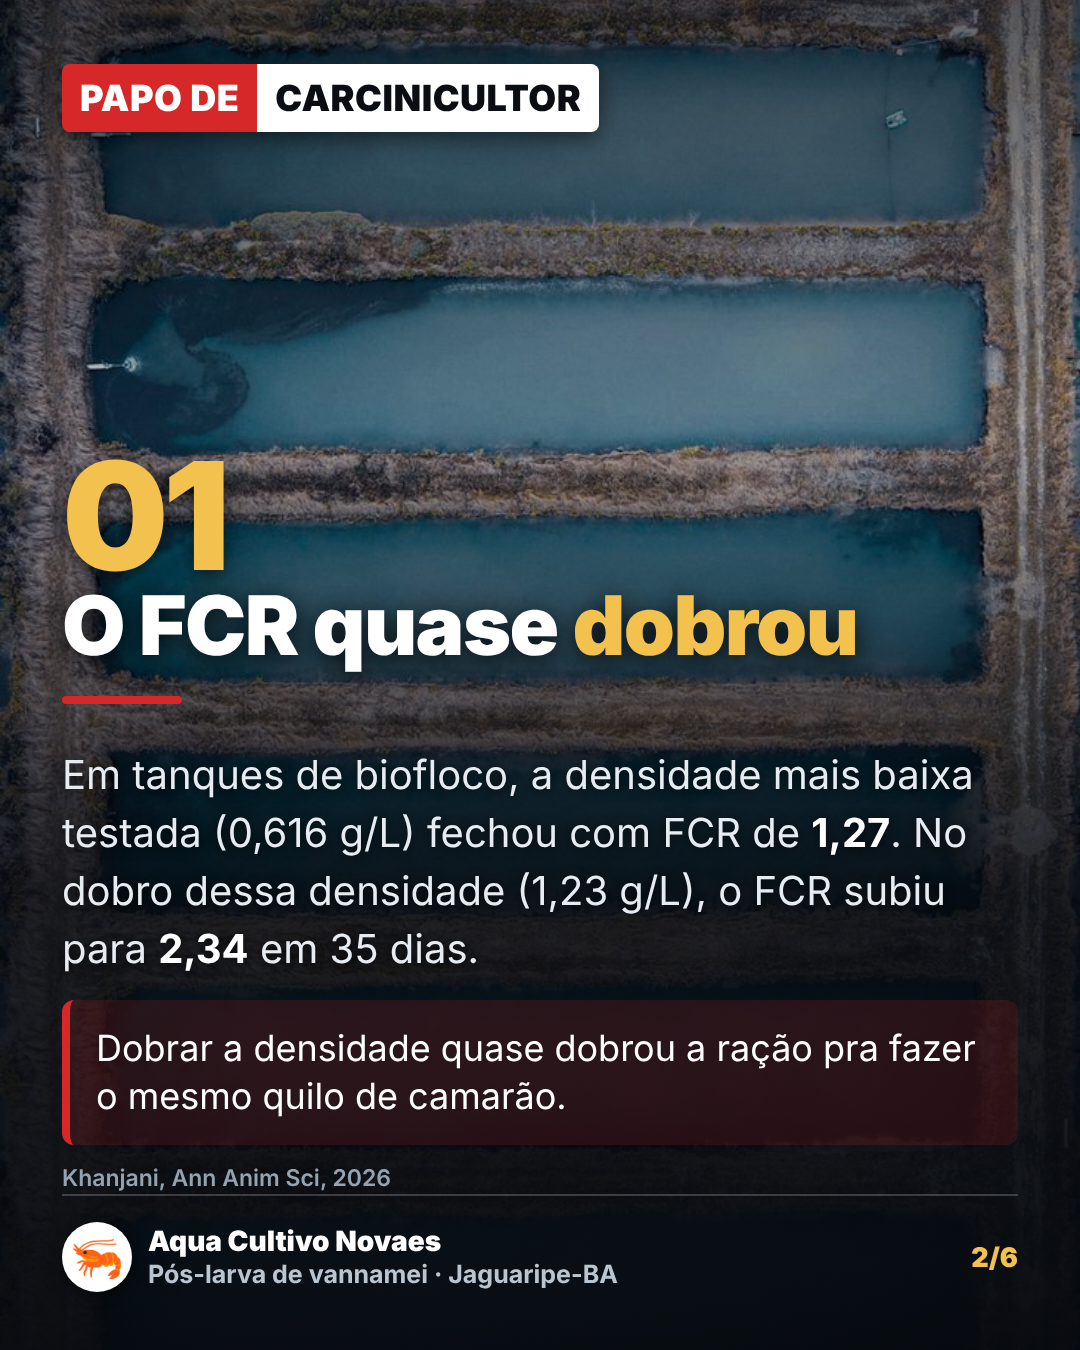 PAPO DE CARCINICULTOR
01
O FCR quase dobrou
Em tanques de biofloco, a densidade mais baixa
testada (0,616 g/L) fechou com FCR de 1,27. No
dobro dessa densidade (1,23 g/L), o FCR subiu
para 2,34 em 35 dias.
Dobrar a densidade quase dobrou a ração pra fazer
o mesmo quilo de camarão.
Khanjani, Ann Anim Sci, 2026
Aqua Cultivo Novaes
Pós-larva de vannamei · Jaguaripe-BA
2/6